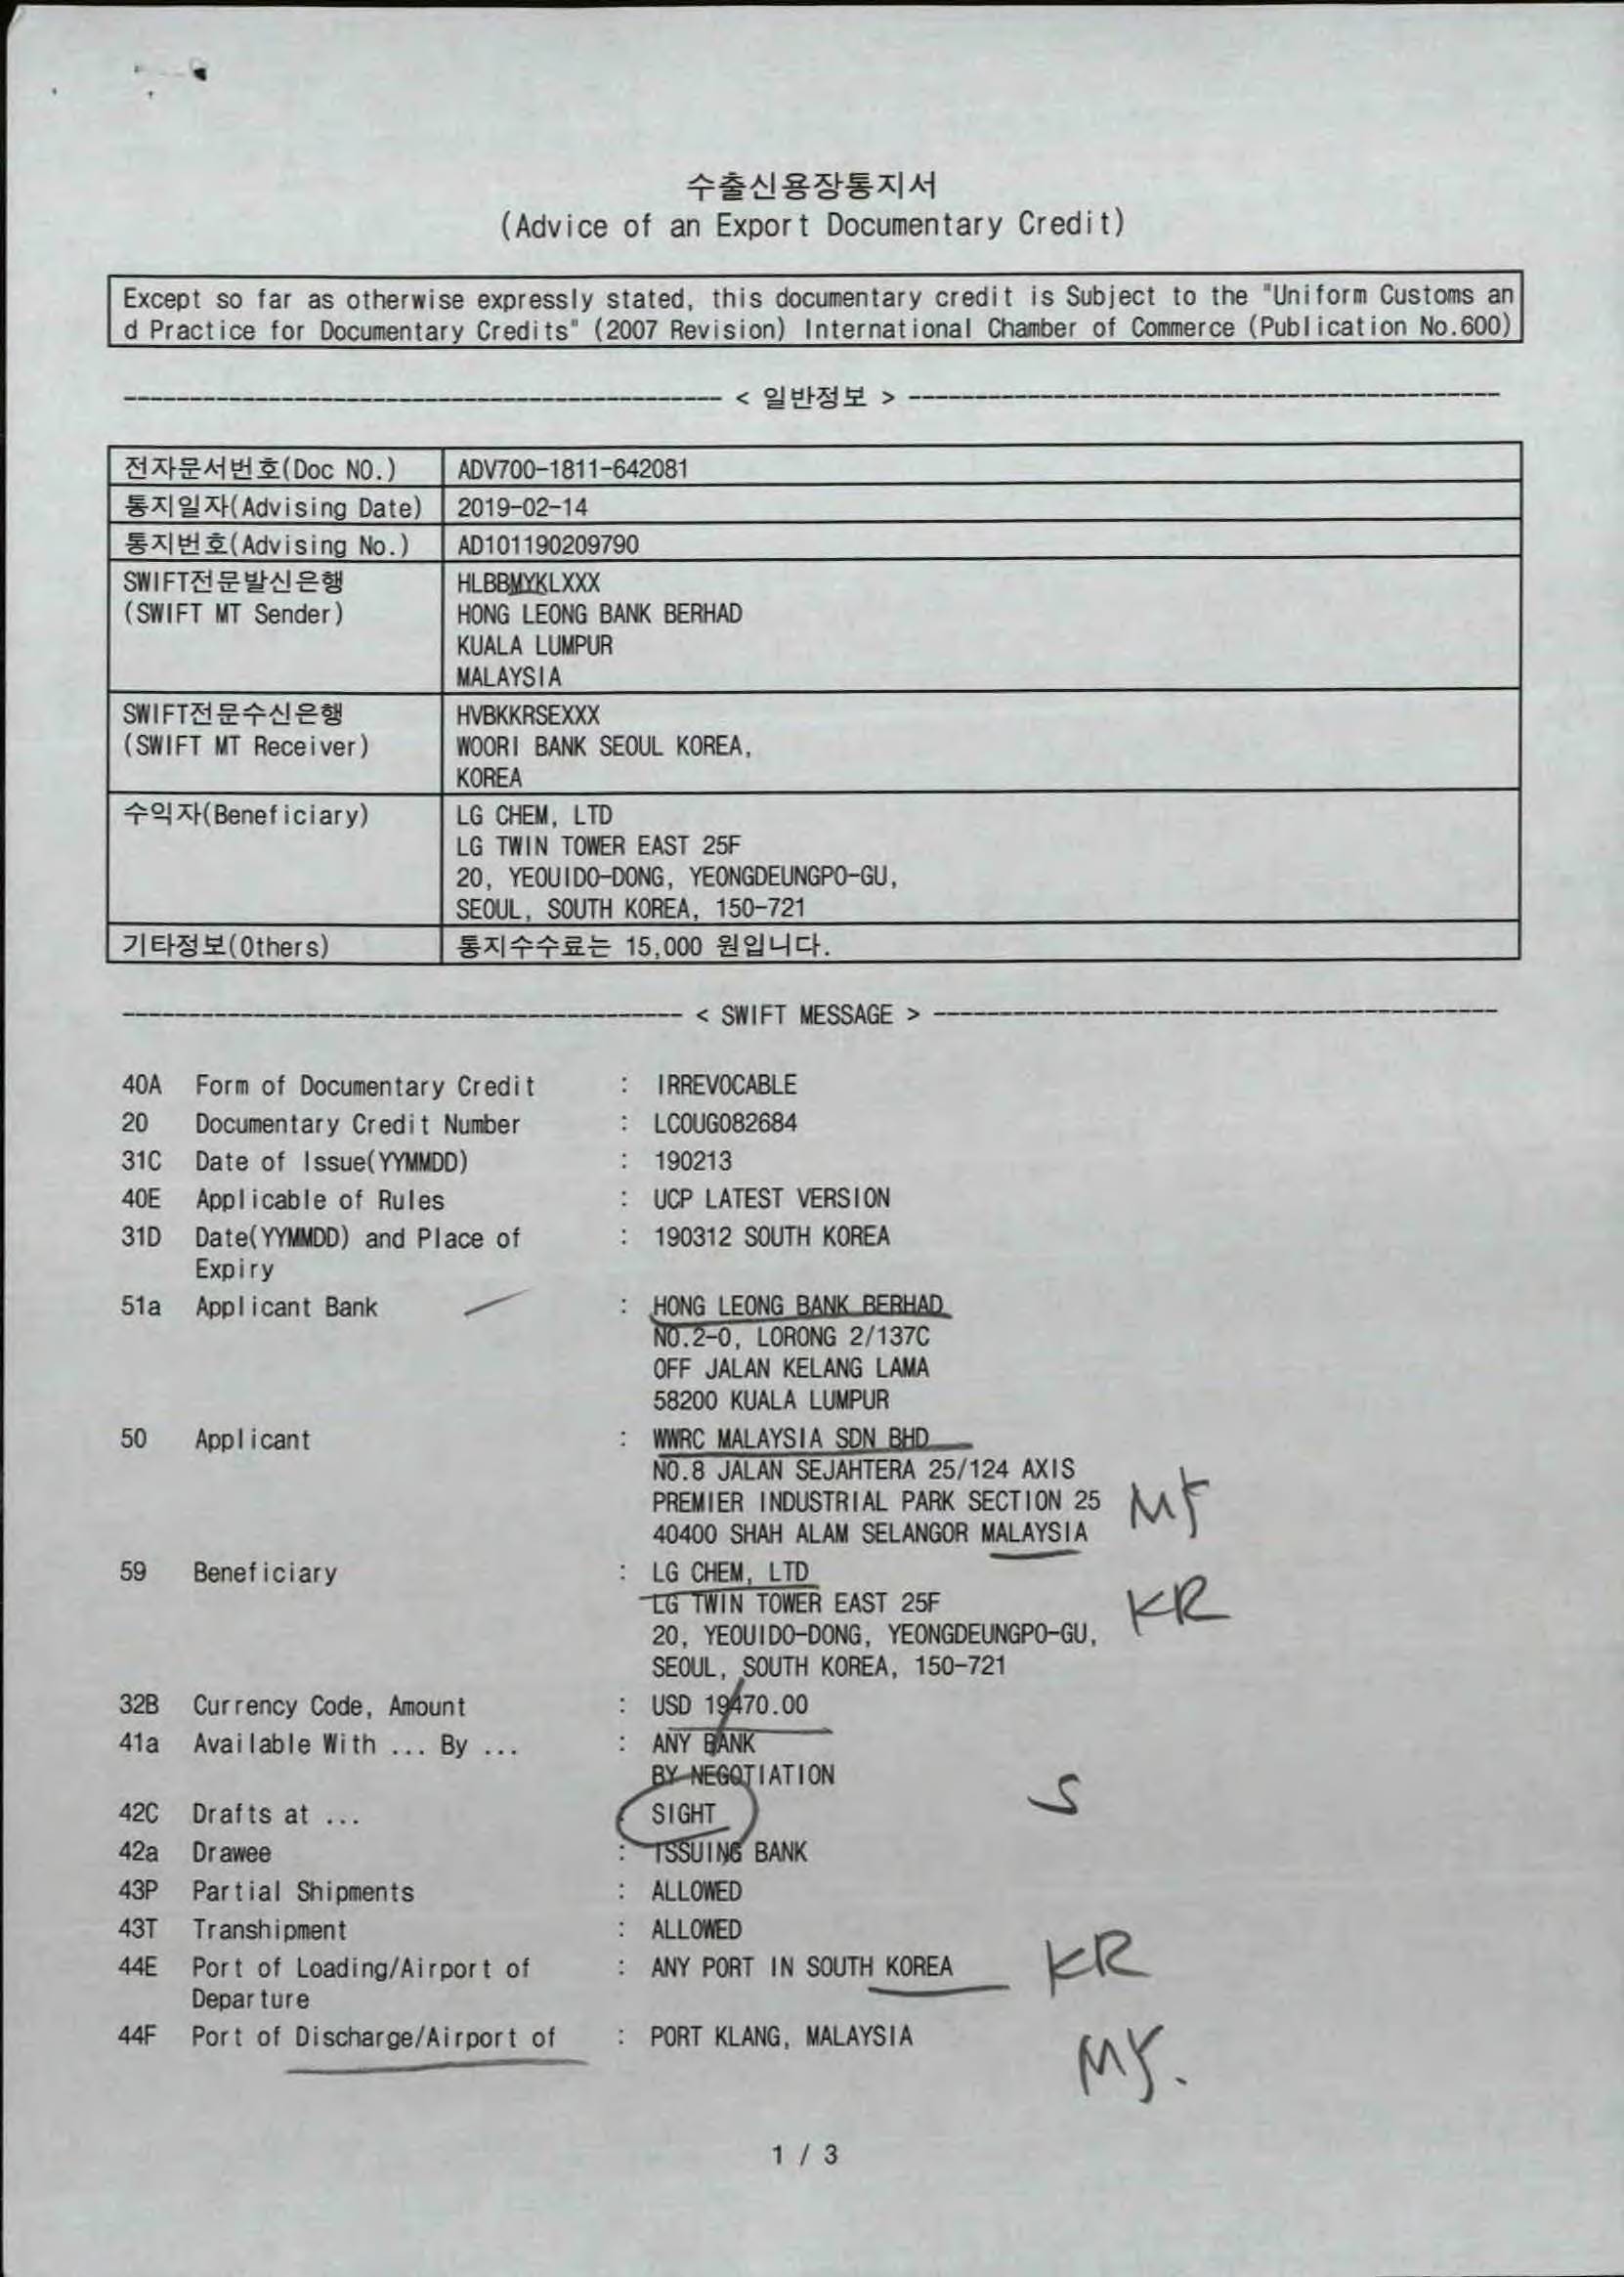 수출신용장통지서
(Advice of an Export Documentary Credit)
Except so far as otherwise expressly stated, this documentary credit is Subject to the "Uniform Customs an
d Practice for Documentary Credits" (2007 Revision) International Chamber of Commerce (Publication No.600)
< 일반정보 >
전자문서번호(Doc NO.) ADV700-1811-642081
통지일자(Advising Date) 2019-02-14
통지번호(Advising No.) AD101190209790
SWIFT전문발신은행 HLBBMYKLXXX
(SWIFT MT Sender) HONG LEONG BANK BERHAD
KUALA LUMPUR
MALAYSIA
SWIFT전문수신은행 HVBKKRSEXXX
(SWIFT MT Receiver) WOORI BANK SEOUL KOREA,
KOREA
수익자(Beneficiary) LG CHEM, LTD
LG TWIN TOWER EAST 25F
20, YEOUIDO-DONG, YEONGDEUNGPO-GU,
SEOUL, SOUTH KOREA, 150-721
기타정보(Others) 통지수수료는 15,000 원입니다.
< SWIFT MESSAGE >
40A Form of Documentary Credit : IRREVOCABLE
20 Documentary Credit Number : LCOUG082684
31C Date of Issue(YYMMDD) : 190213
40E Applicable of Rules : UCP LATEST VERSION
31D Date(YYMMDD) and Place of : 190312 SOUTH KOREA
Expiry
51a Applicant Bank : HONG LEONG BANK BERHAD
NO.2-0, LORONG 2/137C
OFF JALAN KELANG LAMA
58200 KUALA LUMPUR
50 Applicant : WWRC MALAYSIA SDN BHD
NO.8 JALAN SEJAHTERA 25/124 AXIS
PREMIER INDUSTRIAL PARK SECTION 25 MY
40400 SHAH ALAM SELANGOR MALAYSIA
59 Beneficiary : LG CHEM, LTD
LG TWIN TOWER EAST 25F KR
20, YEOUIDO-DONG, YEONGDEUNGPO-GU,
SEOUL, SOUTH KOREA, 150-721
32B Currency Code, Amount : USD 19470.00
41a Available With ... By ... : ANY BANK
BY NEGOTIATION
42C Drafts at ... : SIGHT S
42a Drawee : ISSUING BANK
43P Partial Shipments : ALLOWED
43T Transhipment : ALLOWED
44E Port of Loading/Airport of : ANY PORT IN SOUTH KOREA KR
Departure
44F Port of Discharge/Airport of : PORT KLANG, MALAYSIA MY.
1 / 3